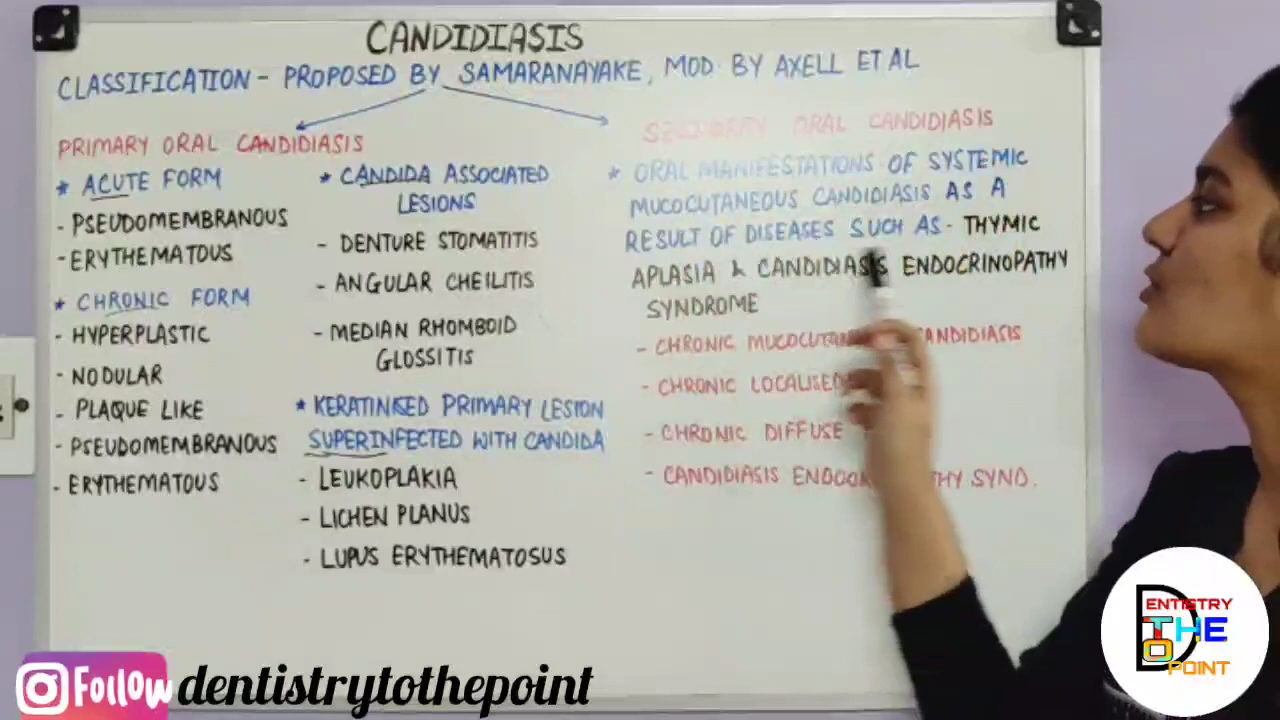 CANDIDIASIS
CLASSIFICATION - PROPOSED BY SAMARANAYAKE, MOD. BY AXELL ET AL
PRIMARY ORAL CANDIDIASIS
* ACUTE FORM
- PSEUDOMEMBRANOUS
- ERYTHEMATOUS
* CHRONIC FORM
- HYPERPLASTIC
- NODULAR
- PLAQUE LIKE
- PSEUDOMEMBRANOUS
- ERYTHEMATOUS
* CANDIDA ASSOCIATED
LESIONS
- DENTURE STOMATITIS
- ANGULAR CHEILITIS
- MEDIAN RHOMBOID
GLOSSITIS
* KERATINISED PRIMARY LESION
SUPERINFECTED WITH CANDIDA
- LEUKOPLAKIA
- LICHEN PLANUS
- LUPUS ERYTHEMATOSUS
SECONDARY ORAL CANDIDIASIS
* ORAL MANIFESTATIONS OF SYSTEMIC
MUCOCUTANEOUS CANDIDIASIS AS A
RESULT OF DISEASES SUCH AS - THYMIC
APLASIA & CANDIDIASIS ENDOCRINOPATHY
SYNDROME
- CHRONIC CANDIDIASIS
- CHRONIC LOCALISED
- CHRONIC DIFFUSE
- CANDIDIASIS SYND.
DENTISTRY
TO THE
POINT
Follow dentistrytothepoint